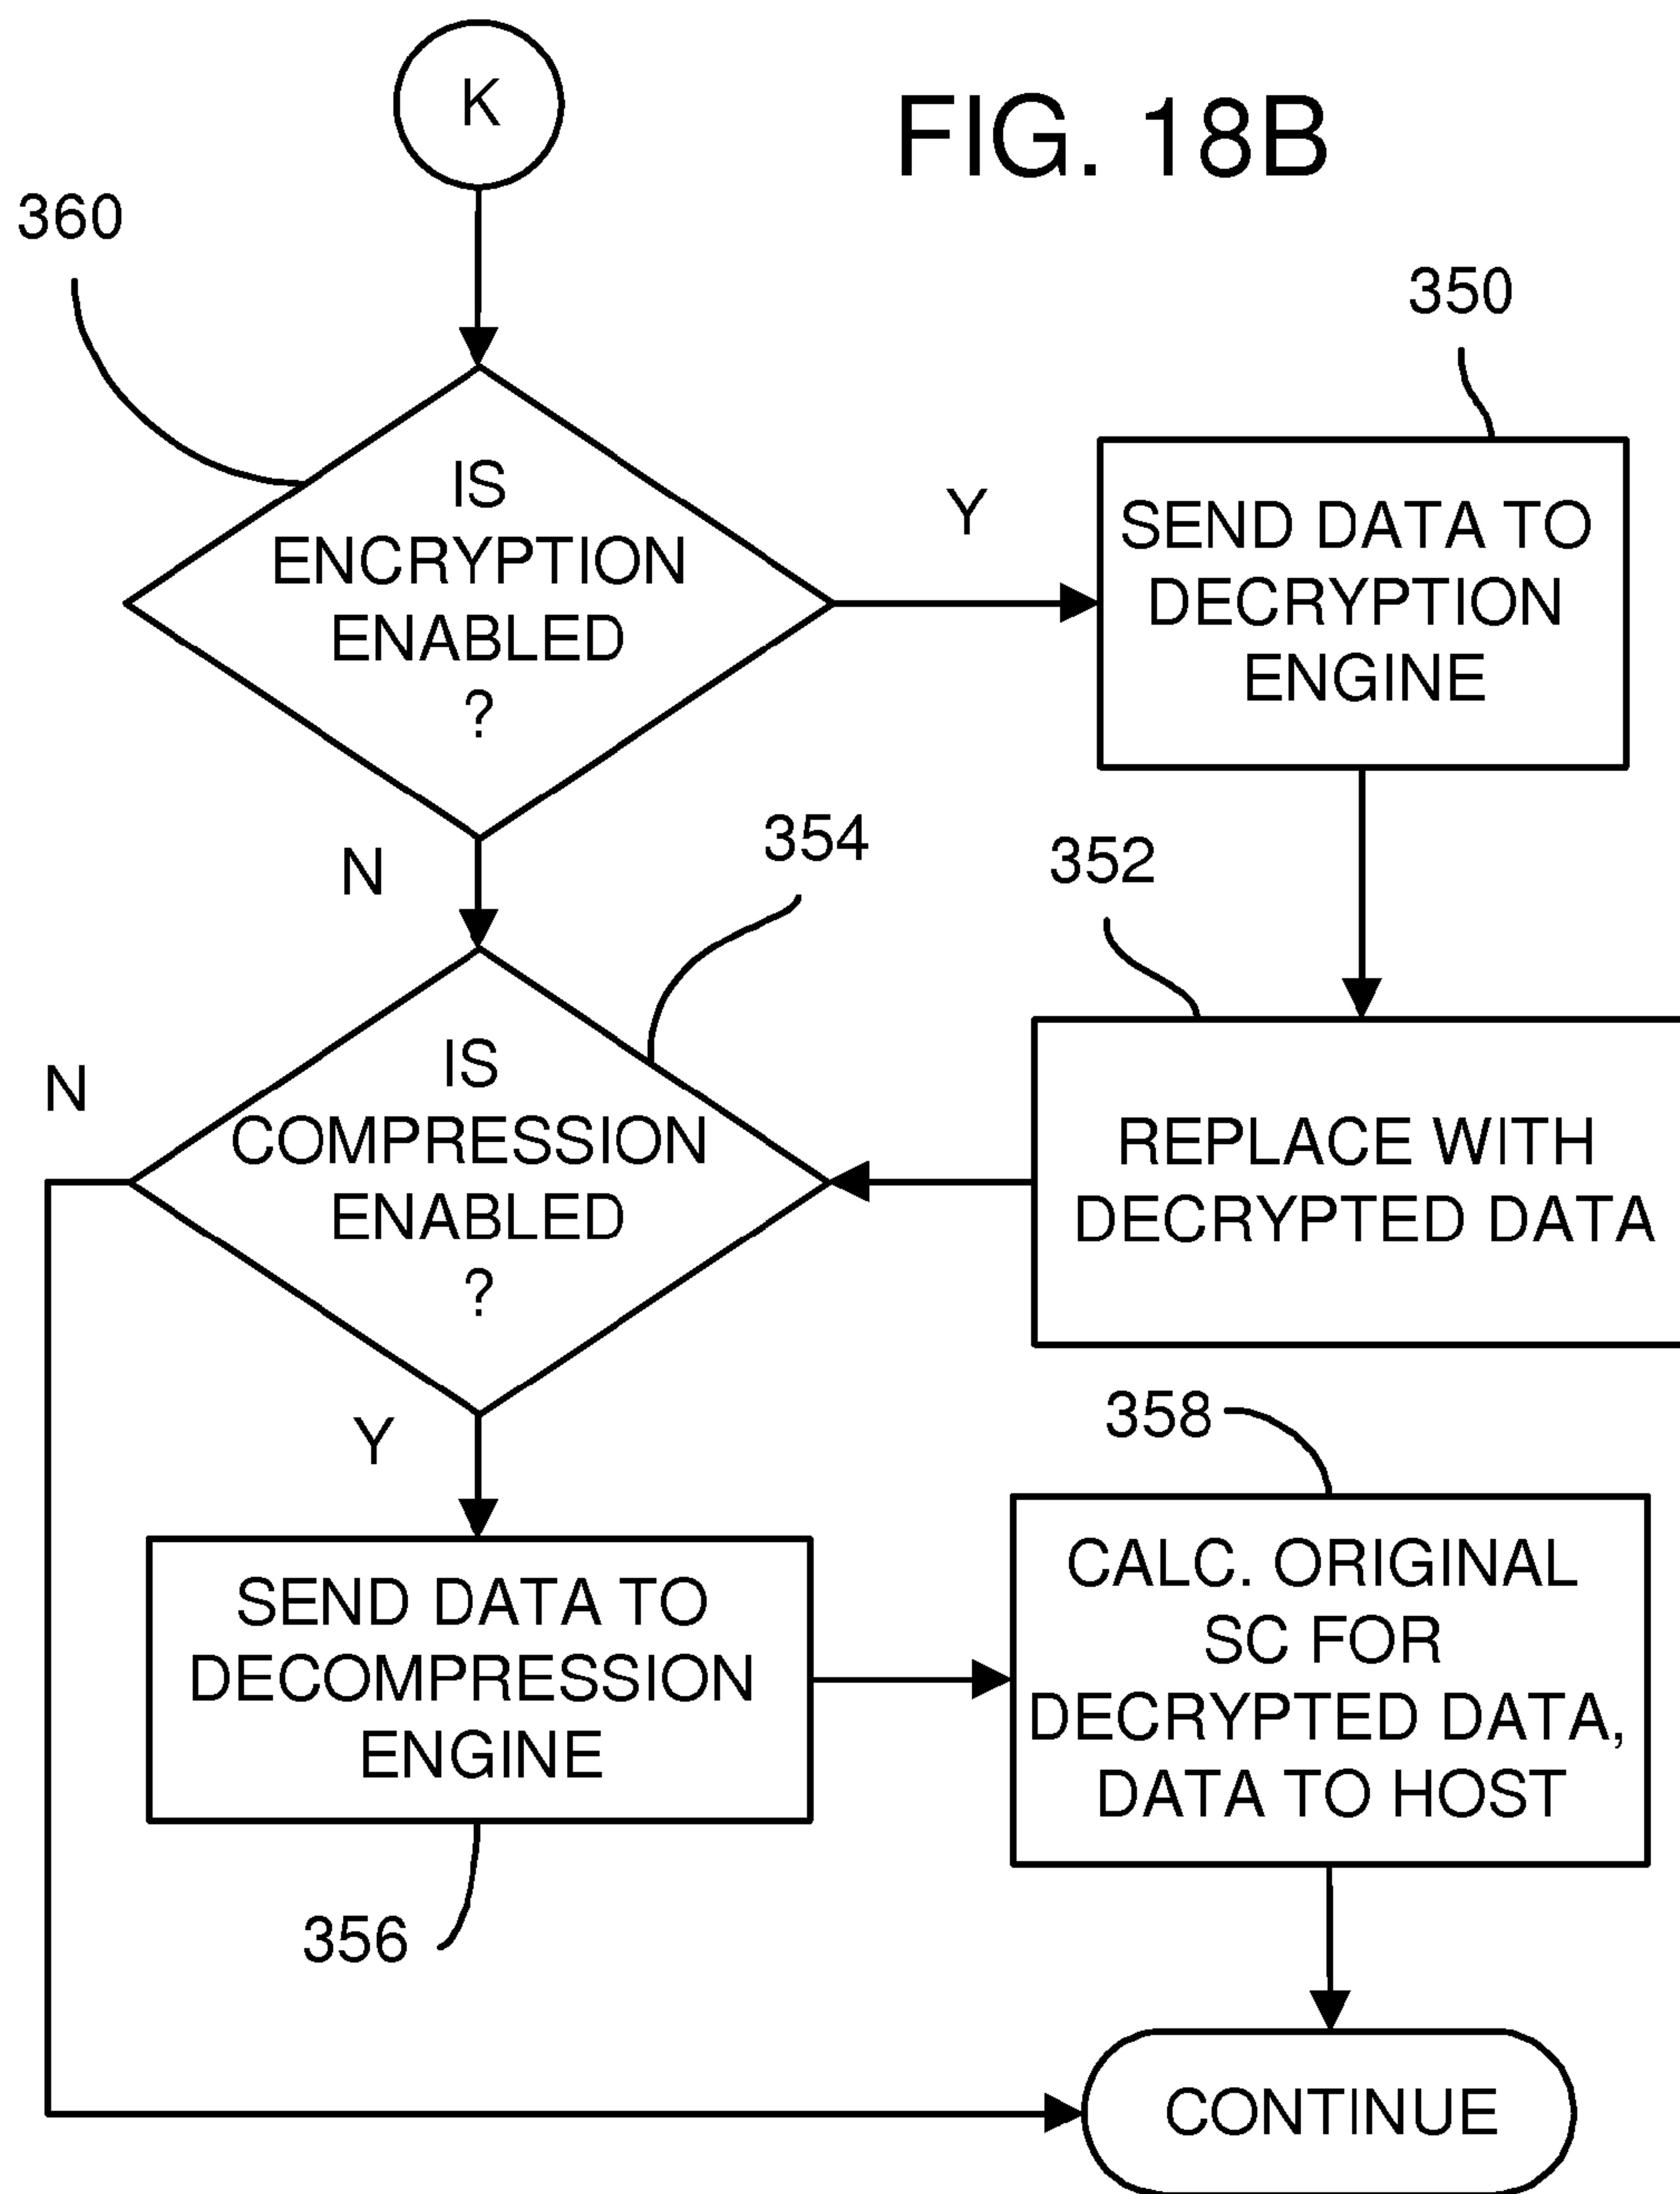 K
FIG. 18B
360
350
IS
ENCRYPTION
ENABLED
?
Y
SEND DATA TO
DECRYPTION
ENGINE
N
354
352
IS
COMPRESSION
ENABLED
?
N
REPLACE WITH
DECRYPTED DATA
Y
358
SEND DATA TO
DECOMPRESSION
ENGINE
CALC. ORIGINAL
SC FOR
DECRYPTED DATA,
DATA TO HOST
356
CONTINUE